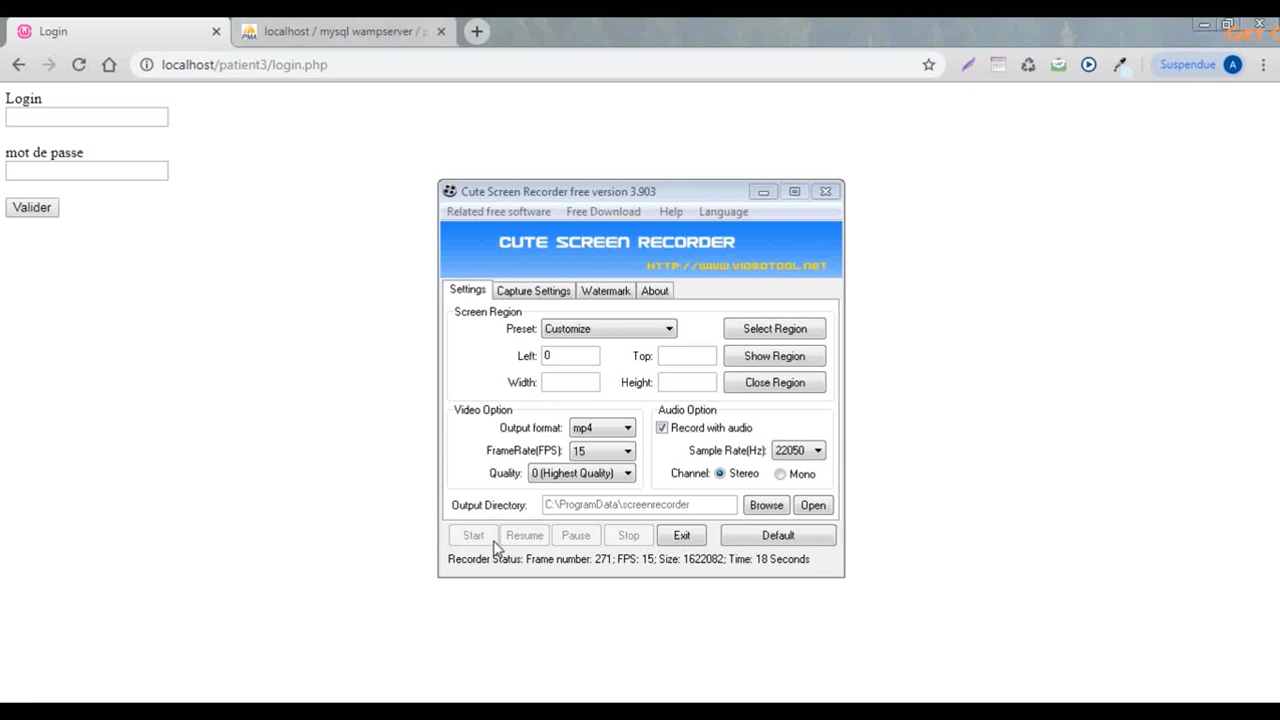 Login
localhost / mysql wampserver / p
GET C
localhost/patient3/login.php
Suspendue
A
Login
mot de passe
Valider
Cute Screen Recorder free version 3.903
Related free software Free Download Help Language
CUTE SCREEN RECORDER
HTTP://WWW.VIDEOTOOL.NET
Settings Capture Settings Watermark About
Screen Region
Preset: Customize Select Region
Left: 0 Top: Show Region
Width: Height: Close Region
Video Option Audio Option
Output format: mp4 Record with audio
FrameRate(FPS): 15 Sample Rate(Hz): 22050
Quality: 0 (Highest Quality) Channel: Stereo Mono
Output Directory: C:\ProgramData\screenrecorder Browse Open
Start Resume Pause Stop Exit Default
Recorder Status: Frame number: 271; FPS: 15; Size: 1622082; Time: 18 Seconds